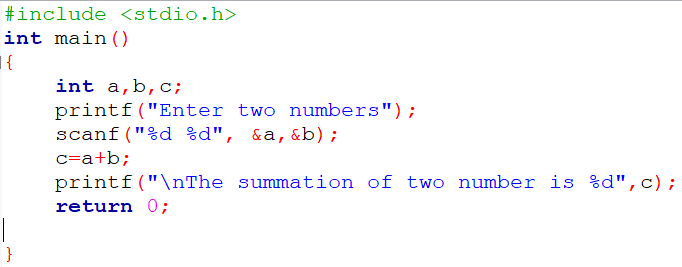 #include <stdio.h>
int main()
{
    int a,b,c;
    printf("Enter two numbers");
    scanf("%d %d", &a,&b);
    c=a+b;
    printf("\nThe summation of two number is %d",c);
    return 0;
}